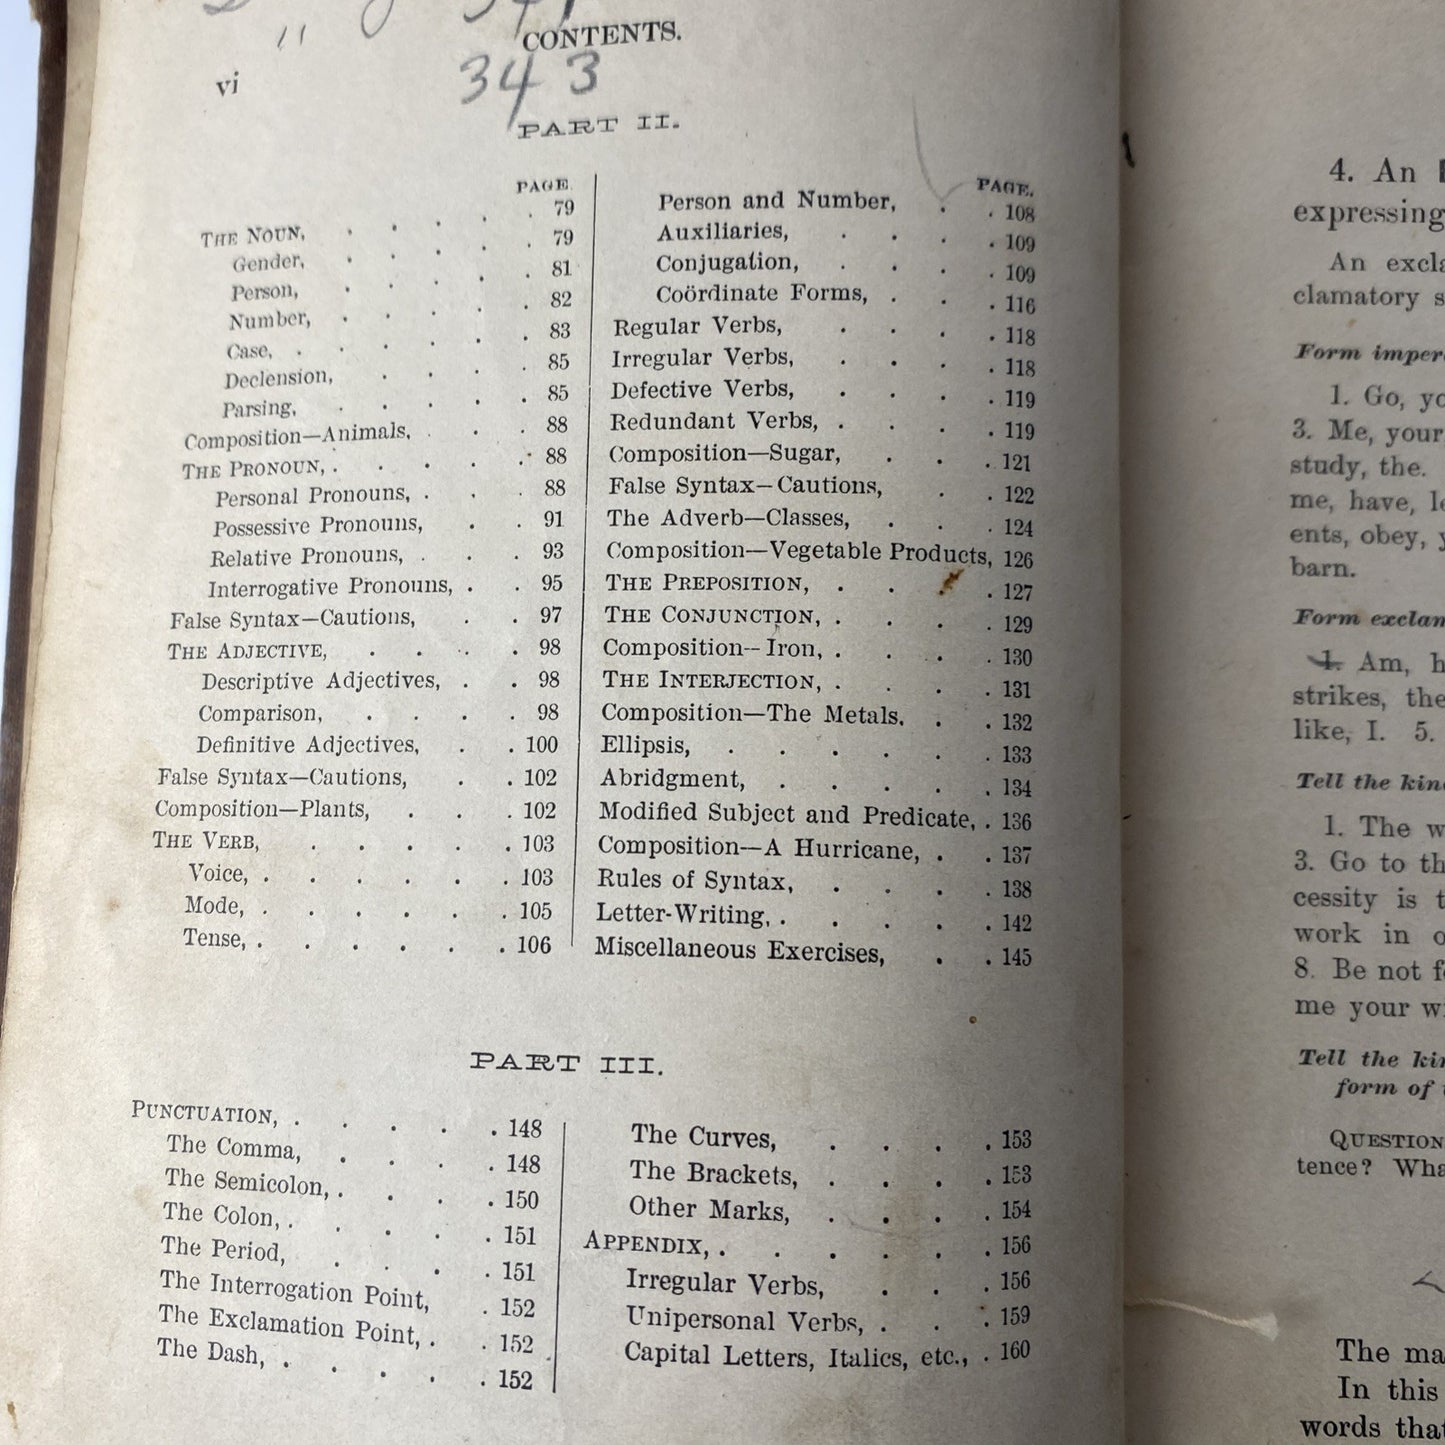 CONTENTS.
vi
343
PART II.
PAGE.
THE NOUN, . . . . . 79
Gender, . . . . . 79
Person, . . . . . 81
Number, . . . . . 82
Case, . . . . . . 83
Declension, . . . . 85
Parsing, . . . . . 85
Composition—Animals, . . . 88
THE PRONOUN, . . . . . 88
Personal Pronouns, . . . 88
Possessive Pronouns, . . 91
Relative Pronouns, . . . 93
Interrogative Pronouns, . . 95
False Syntax—Cautions, . . 97
THE ADJECTIVE, . . . . 98
Descriptive Adjectives, . . 98
Comparison, . . . . 98
Definitive Adjectives, . . 100
False Syntax—Cautions, . . 102
Composition—Plants, . . . 102
THE VERB, . . . . . 103
Voice, . . . . . . 103
Mode, . . . . . . 105
Tense, . . . . . . 106
PAGE.
Person and Number, . . 108
Auxiliaries, . . . . 109
Conjugation, . . . . 109
Coördinate Forms, . . . 116
Regular Verbs, . . . . 118
Irregular Verbs, . . . . 118
Defective Verbs, . . . . 119
Redundant Verbs, . . . . 119
Composition—Sugar, . . . 121
False Syntax—Cautions, . . 122
The Adverb—Classes, . . . 124
Composition—Vegetable Products, 126
THE PREPOSITION, . . . . 127
THE CONJUNCTION, . . . . 129
Composition—Iron, . . . . 130
THE INTERJECTION, . . . . 131
Composition—The Metals, . . 132
Ellipsis, . . . . . . 133
Abridgment, . . . . . 134
Modified Subject and Predicate, . 136
Composition—A Hurricane, . . 137
Rules of Syntax, . . . . 138
Letter-Writing, . . . . . 142
Miscellaneous Exercises, . . 145
PART III.
PUNCTUATION, . . . . . 148
The Comma, . . . . 148
The Semicolon, . . . . 150
The Colon, . . . . . 151
The Period, . . . . 151
The Interrogation Point, . 152
The Exclamation Point, . . 152
The Dash, . . . . . 152
The Curves, . . . . 153
The Brackets, . . . . 153
Other Marks, . . . . 154
APPENDIX, . . . . . . 156
Irregular Verbs, . . . 156
Unipersonal Verbs, . . . 159
Capital Letters, Italics, etc., . 160
4. An
expressing
An
clamatory
Form
1. Go,
3. Me, your
study, the.
me, have,
ents, obey,
barn.
Form
1. Am,
strikes, the
like, I. 5.
Tell the
1. The
3. Go to
cessity is
work in
8. Be not
me your
Tell the
form of
QUESTION
tence?
The
In this
words that